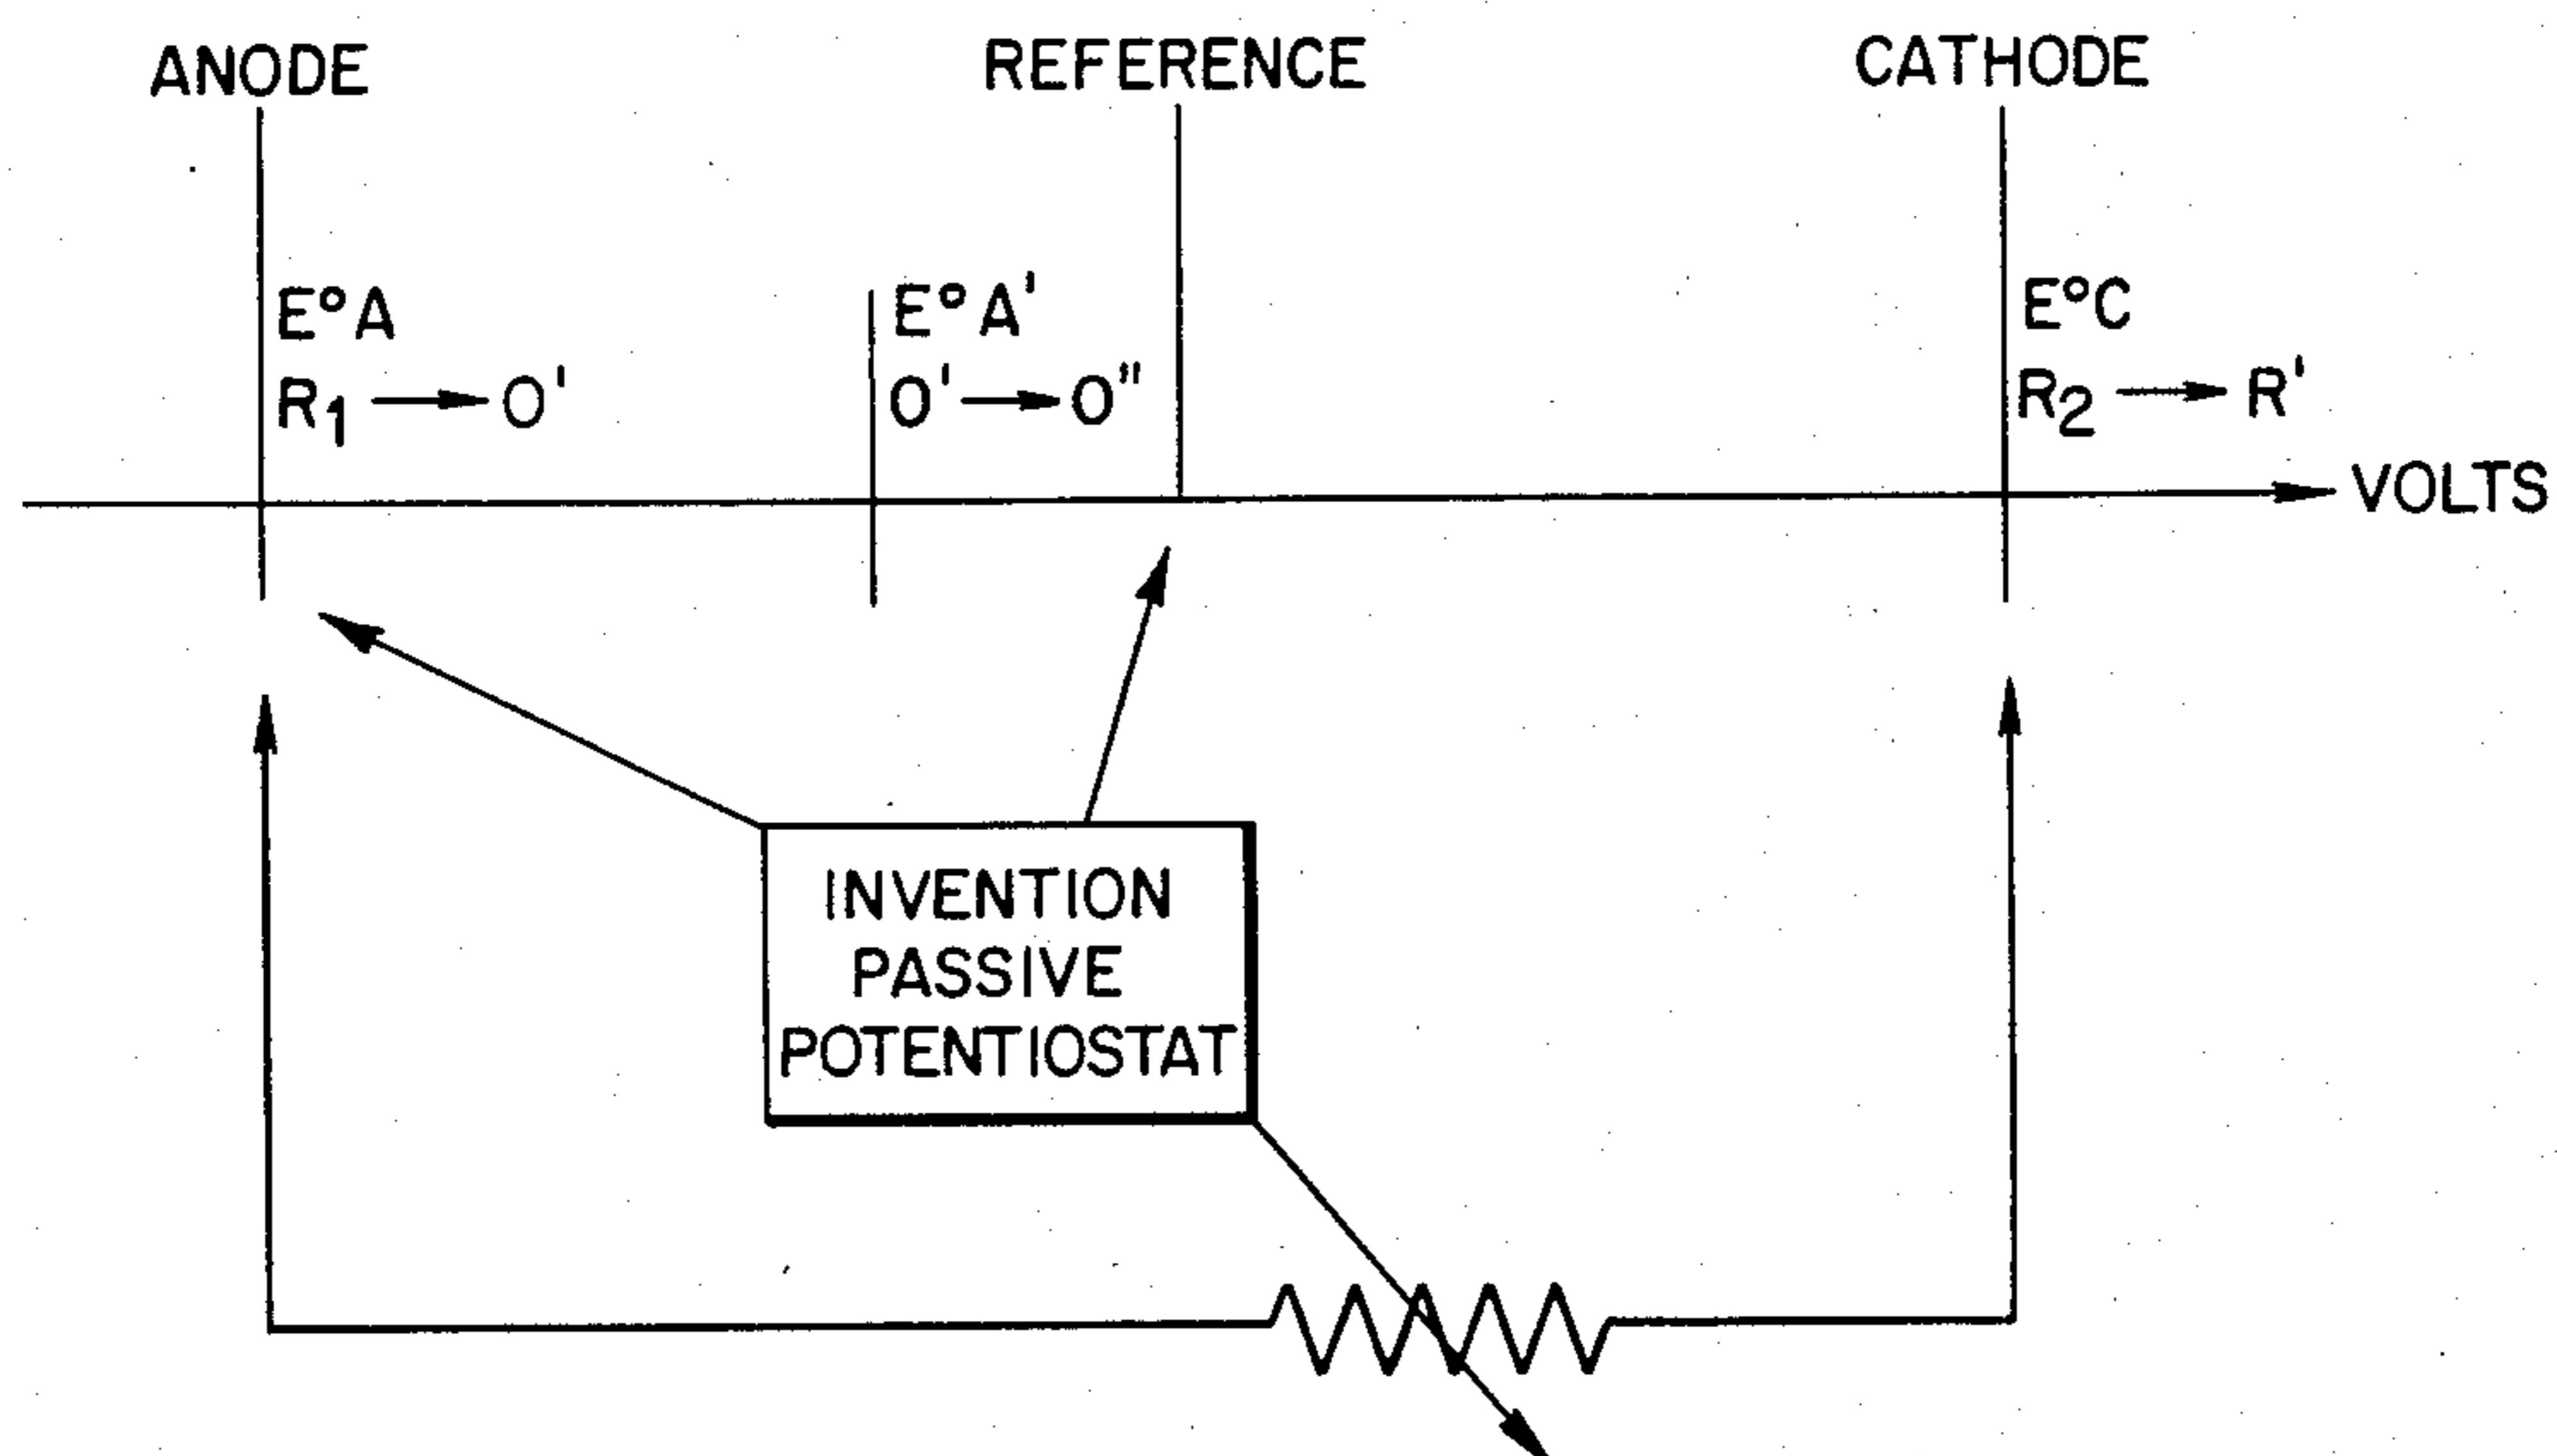 ANODE
REFERENCE
CATHODE
E°A
R₁ → O'
E°A'
O' → O"
E°C
R₂ → R'
VOLTS
INVENTION
PASSIVE
POTENTIOSTAT